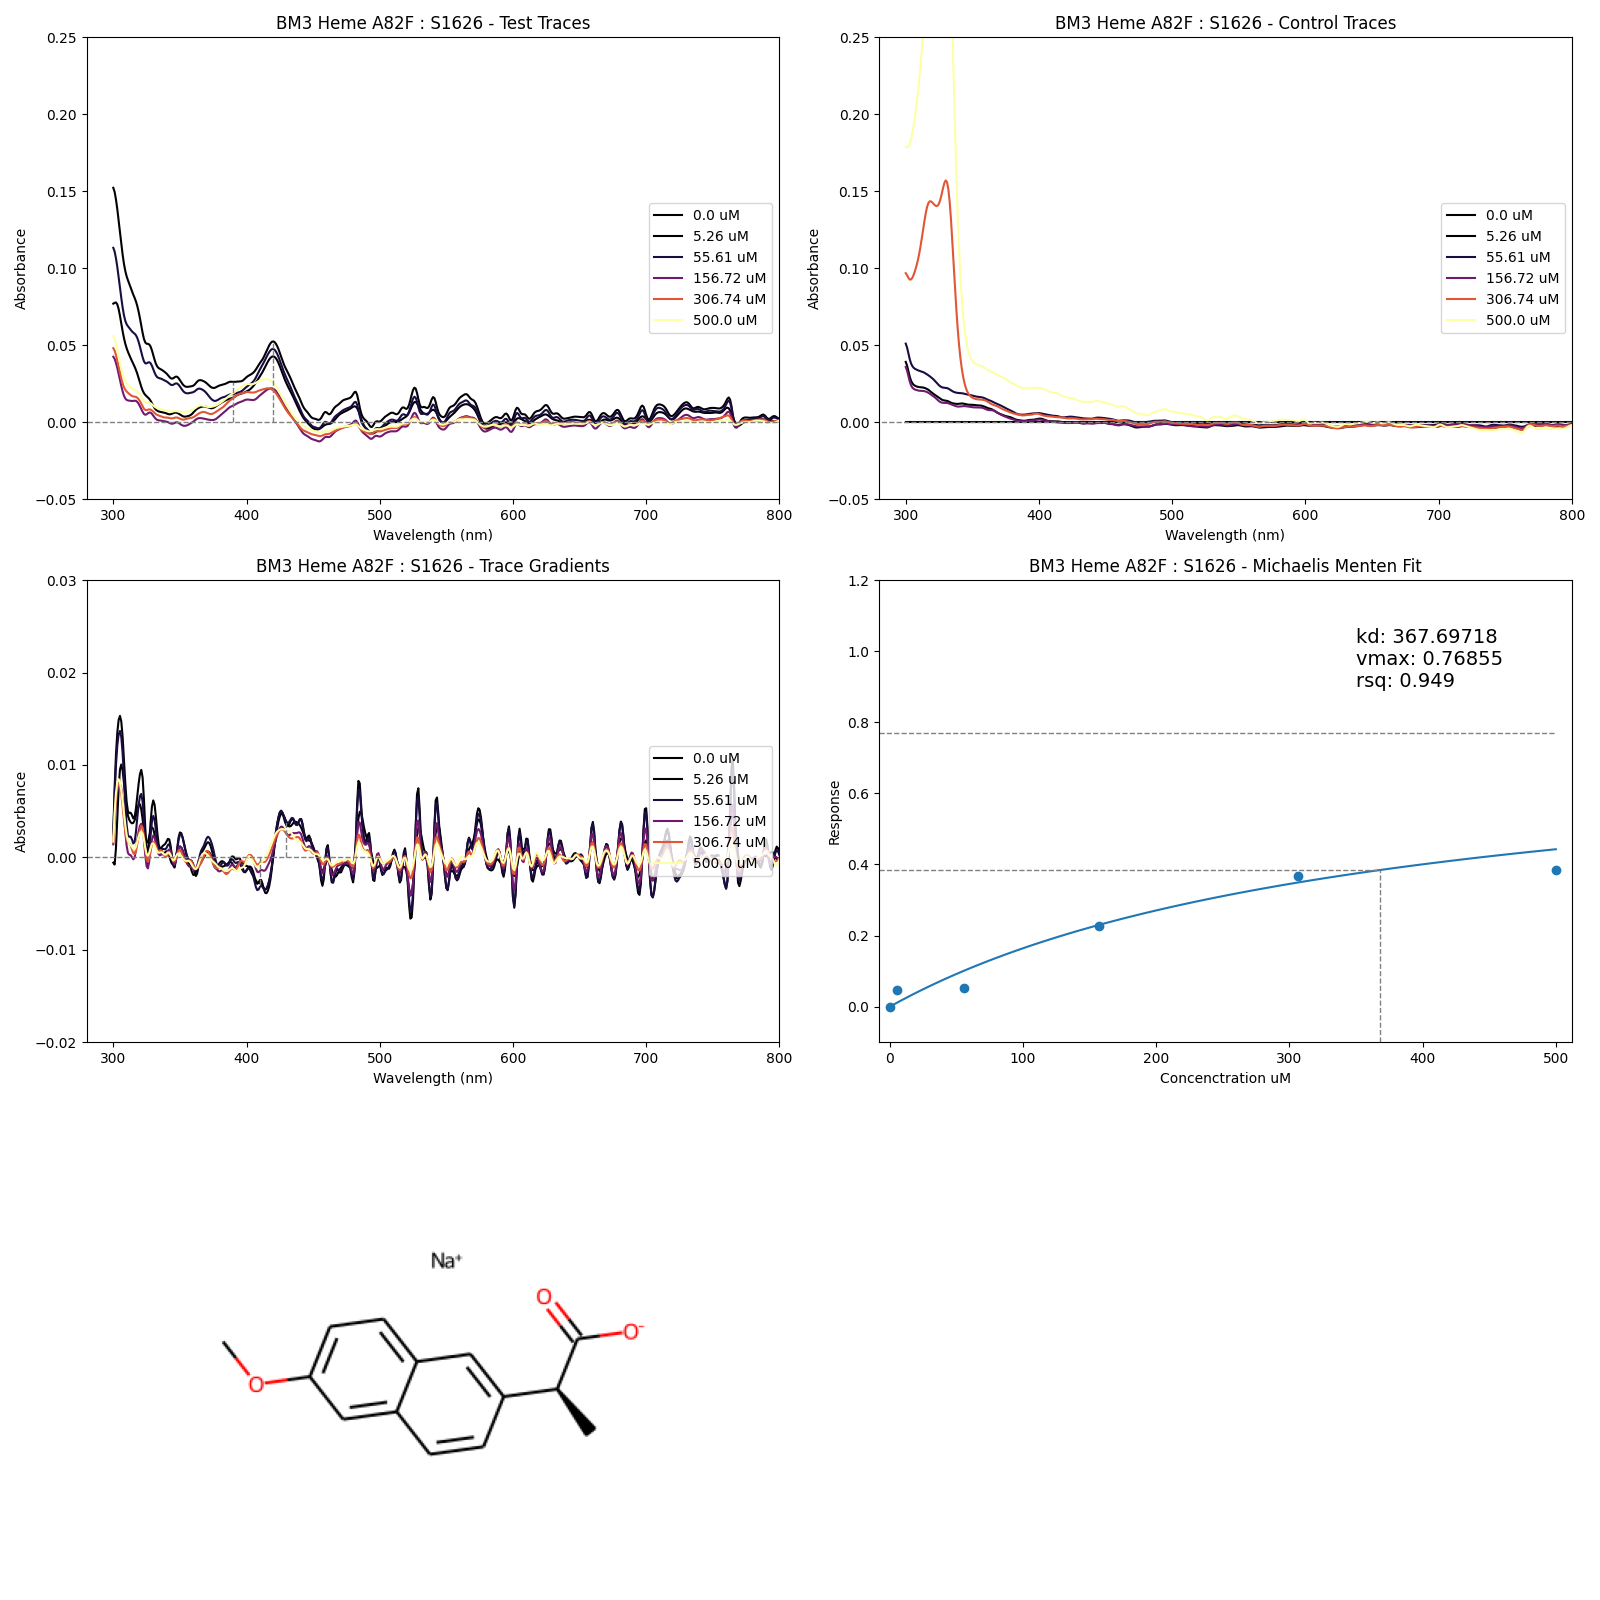 BM3 Heme A82F : S1626 - Test Traces
0.25
0.20
0.15
0.10
0.05
0.00
−0.05
Absorbance
300 400 500 600 700 800
Wavelength (nm)
0.0 uM
5.26 uM
55.61 uM
156.72 uM
306.74 uM
500.0 uM
BM3 Heme A82F : S1626 - Control Traces
0.25
0.20
0.15
0.10
0.05
0.00
−0.05
Absorbance
300 400 500 600 700 800
Wavelength (nm)
0.0 uM
5.26 uM
55.61 uM
156.72 uM
306.74 uM
500.0 uM
BM3 Heme A82F : S1626 - Trace Gradients
0.03
0.02
0.01
0.00
−0.01
−0.02
Absorbance
300 400 500 600 700 800
Wavelength (nm)
0.0 uM
5.26 uM
55.61 uM
156.72 uM
306.74 uM
500.0 uM
BM3 Heme A82F : S1626 - Michaelis Menten Fit
1.2
1.0
0.8
0.6
0.4
0.2
0.0
Response
0 100 200 300 400 500
Concenctration uM
kd: 367.69718
vmax: 0.76855
rsq: 0.949
Na⁺
O
O⁻
O